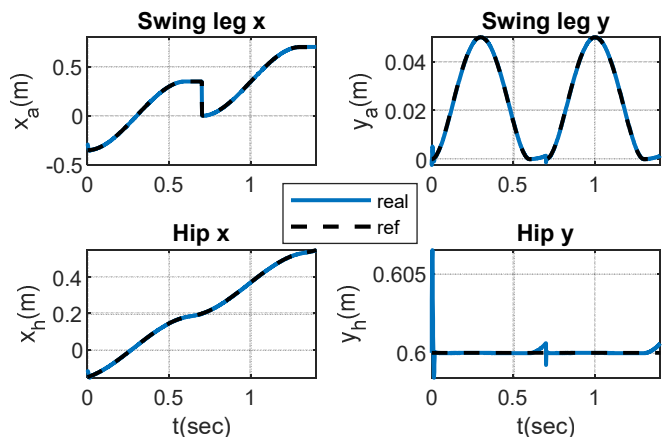 Swing leg x
x_a(m)
0.5
0
-0.5
0
0.5
1
Swing leg y
y_a(m)
0.04
0.02
0
0
0.5
1
real
ref
Hip x
x_h(m)
0.4
0.2
0
0
0.5
1
t(sec)
Hip y
y_h(m)
0.605
0.6
0
0.5
1
t(sec)